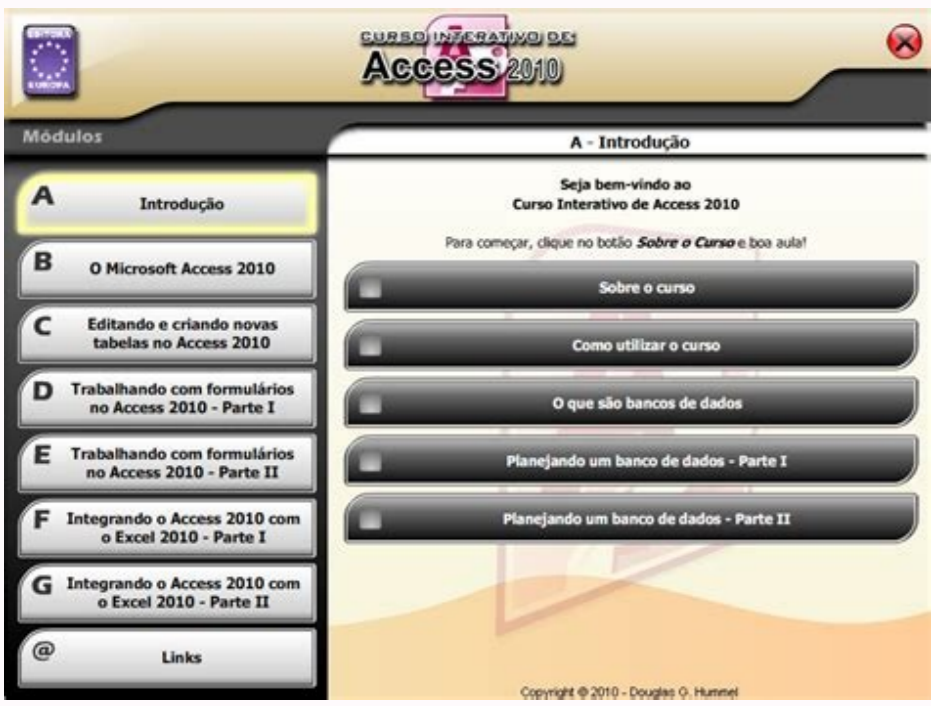 EDITORA
EUROPA
CURSO INTERATIVO DE
Access 2010
Módulos
A Introdução
B O Microsoft Access 2010
C Editando e criando novas
tabelas no Access 2010
D Trabalhando com formulários
no Access 2010 - Parte I
E Trabalhando com formulários
no Access 2010 - Parte II
F Integrando o Access 2010 com
o Excel 2010 - Parte I
G Integrando o Access 2010 com
o Excel 2010 - Parte II
@ Links
A - Introdução
Seja bem-vindo ao
Curso Interativo de Access 2010
Para começar, clique no botão Sobre o Curso e boa aula!
Sobre o curso
Como utilizar o curso
O que são bancos de dados
Planejando um banco de dados - Parte I
Planejando um banco de dados - Parte II
Copyright @ 2010 - Douglas G. Hummel